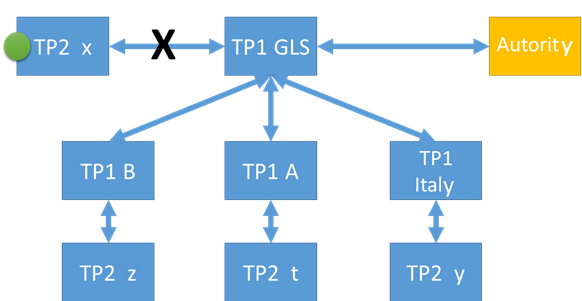 TP2 x
X
TP1 GLS
Autority
TP1 B
TP1 A
TP1
Italy
TP2 z
TP2 t
TP2 y